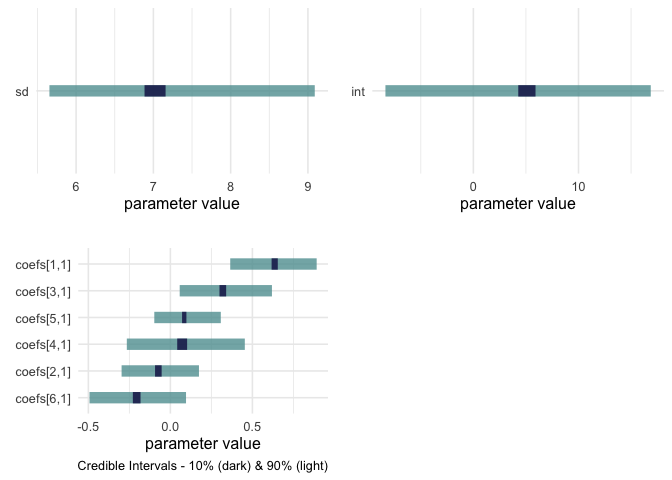 sd
6 7 8 9
parameter value
int
0 10
parameter value
coefs[1,1]
coefs[3,1]
coefs[5,1]
coefs[4,1]
coefs[2,1]
coefs[6,1]
-0.5 0.0 0.5
parameter value
Credible Intervals - 10% (dark) & 90% (light)